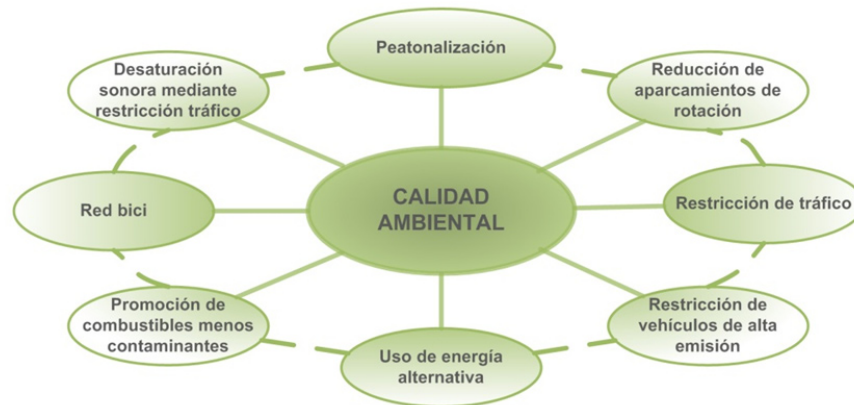 Peatonalización
Desaturación
sonora mediante
restricción tráfico
Reducción de
aparcamientos de
rotación
CALIDAD
AMBIENTAL
Red bici
Restricción de tráfico
Promoción de
combustibles menos
contaminantes
Restricción de
vehículos de alta
emisión
Uso de energía
alternativa